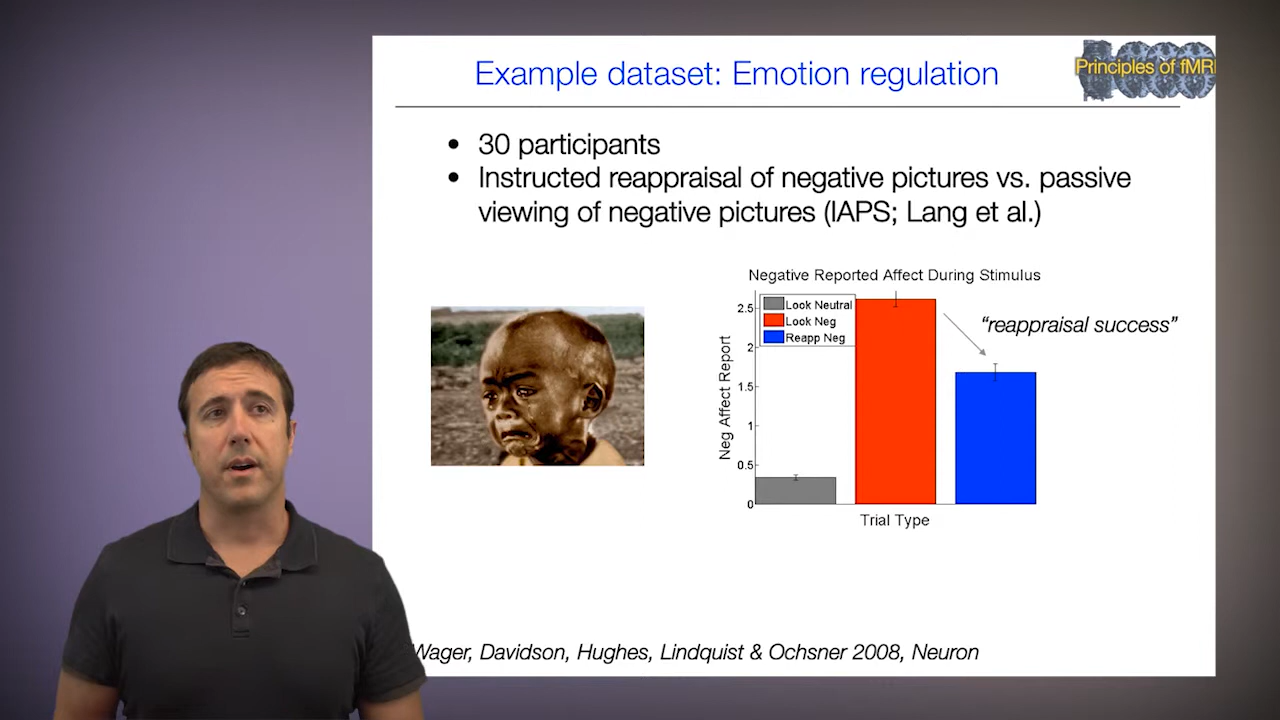 Example dataset: Emotion regulation
Principles of fMRI
• 30 participants
• Instructed reappraisal of negative pictures vs. passive
viewing of negative pictures (IAPS; Lang et al.)
Negative Reported Affect During Stimulus
Neg Affect Report
2.5
2
1.5
1
0.5
0
Look Neutral
Look Neg
Reapp Neg
“reappraisal success”
Trial Type
Wager, Davidson, Hughes, Lindquist & Ochsner 2008, Neuron